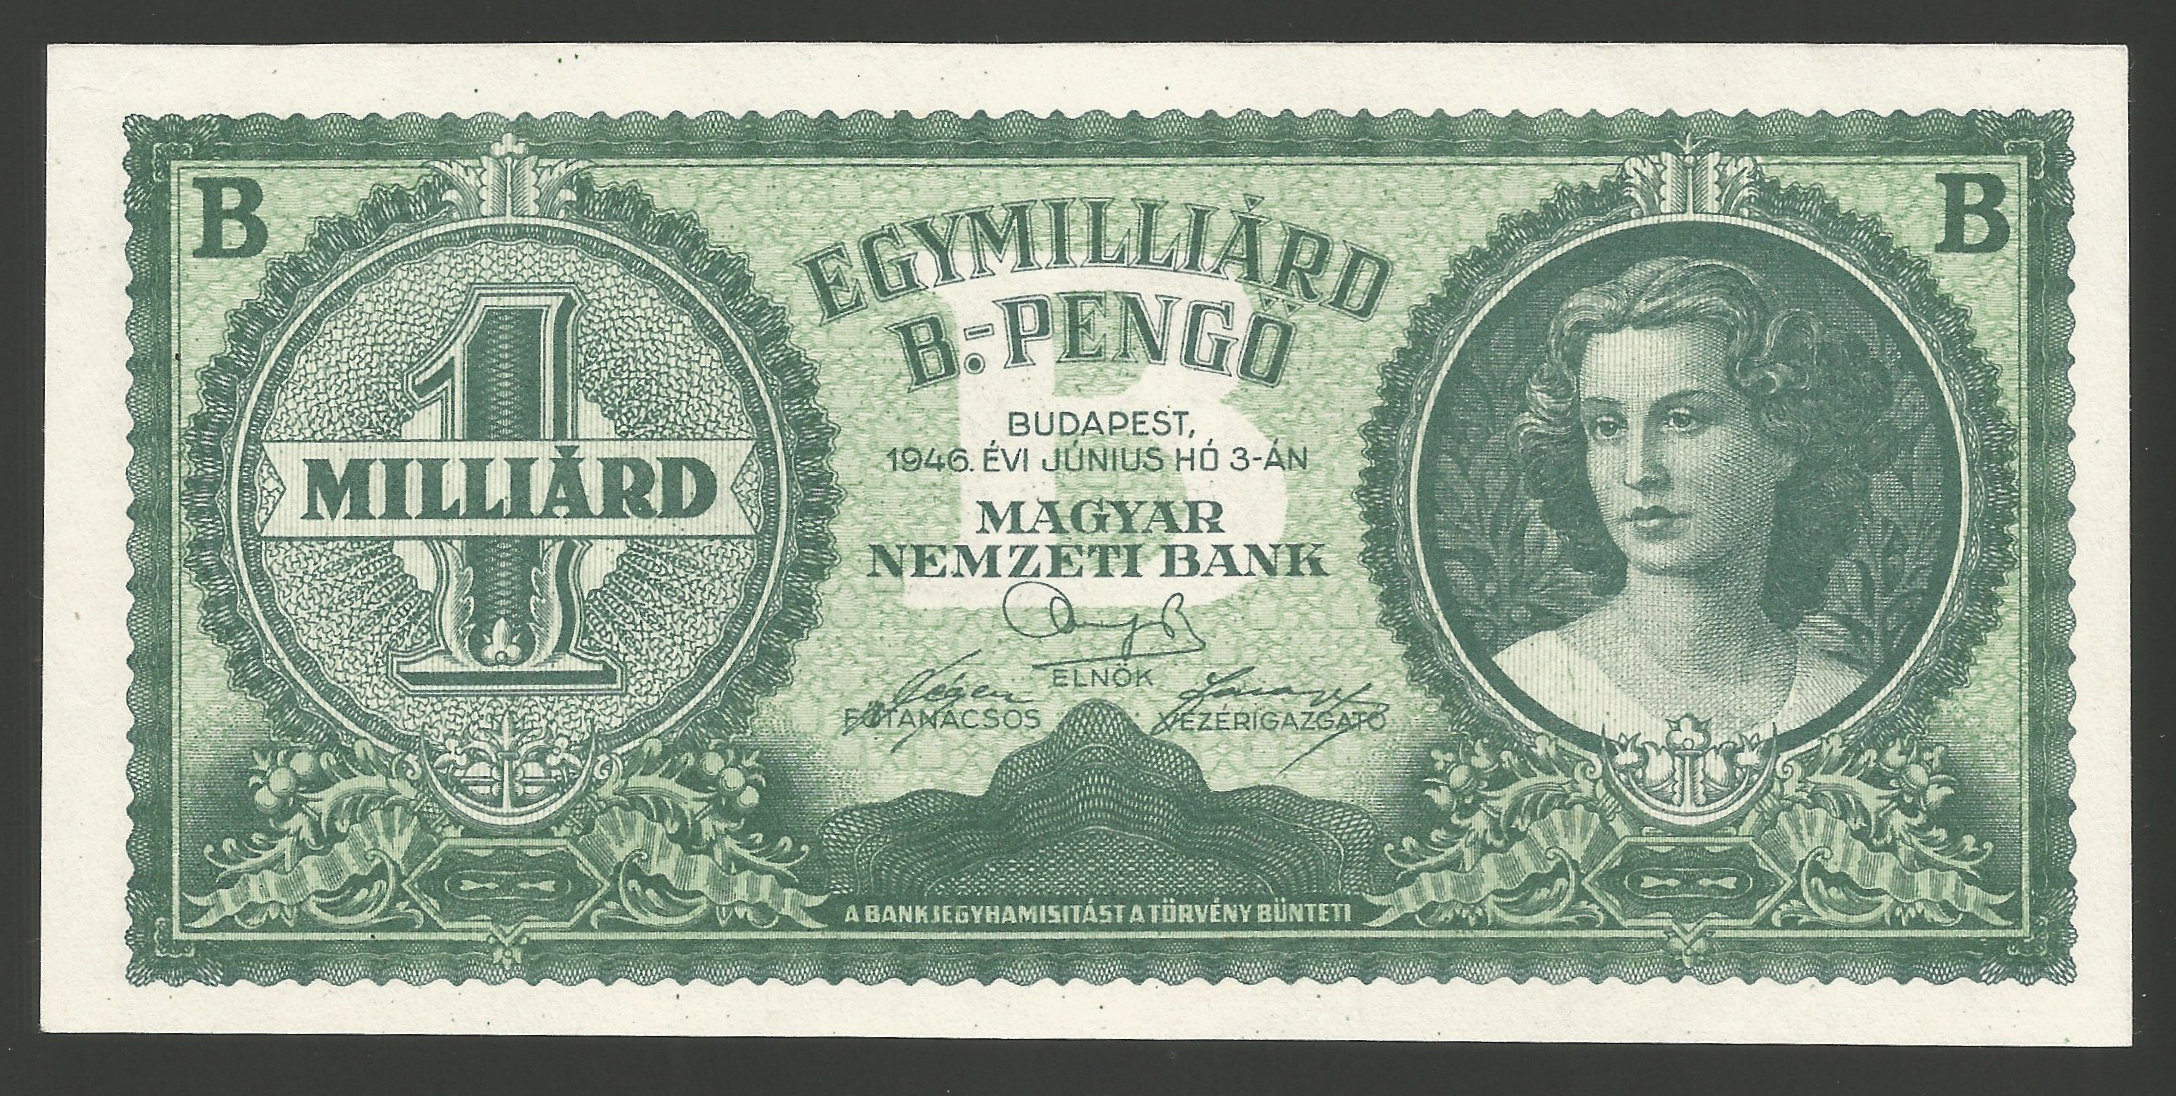 B
B
EGYMILLIÁRD
B.-PENGŐ
1
MILLIÁRD
BUDAPEST,
1946. ÉVI JÚNIUS HÓ 3-ÁN
MAGYAR
NEMZETI BANK
ELNÖK
FŐTANÁCSOS
VEZÉRIGAZGATÓ
A BANKJEGYHAMISITÁST A TÖRVÉNY BÜNTETI